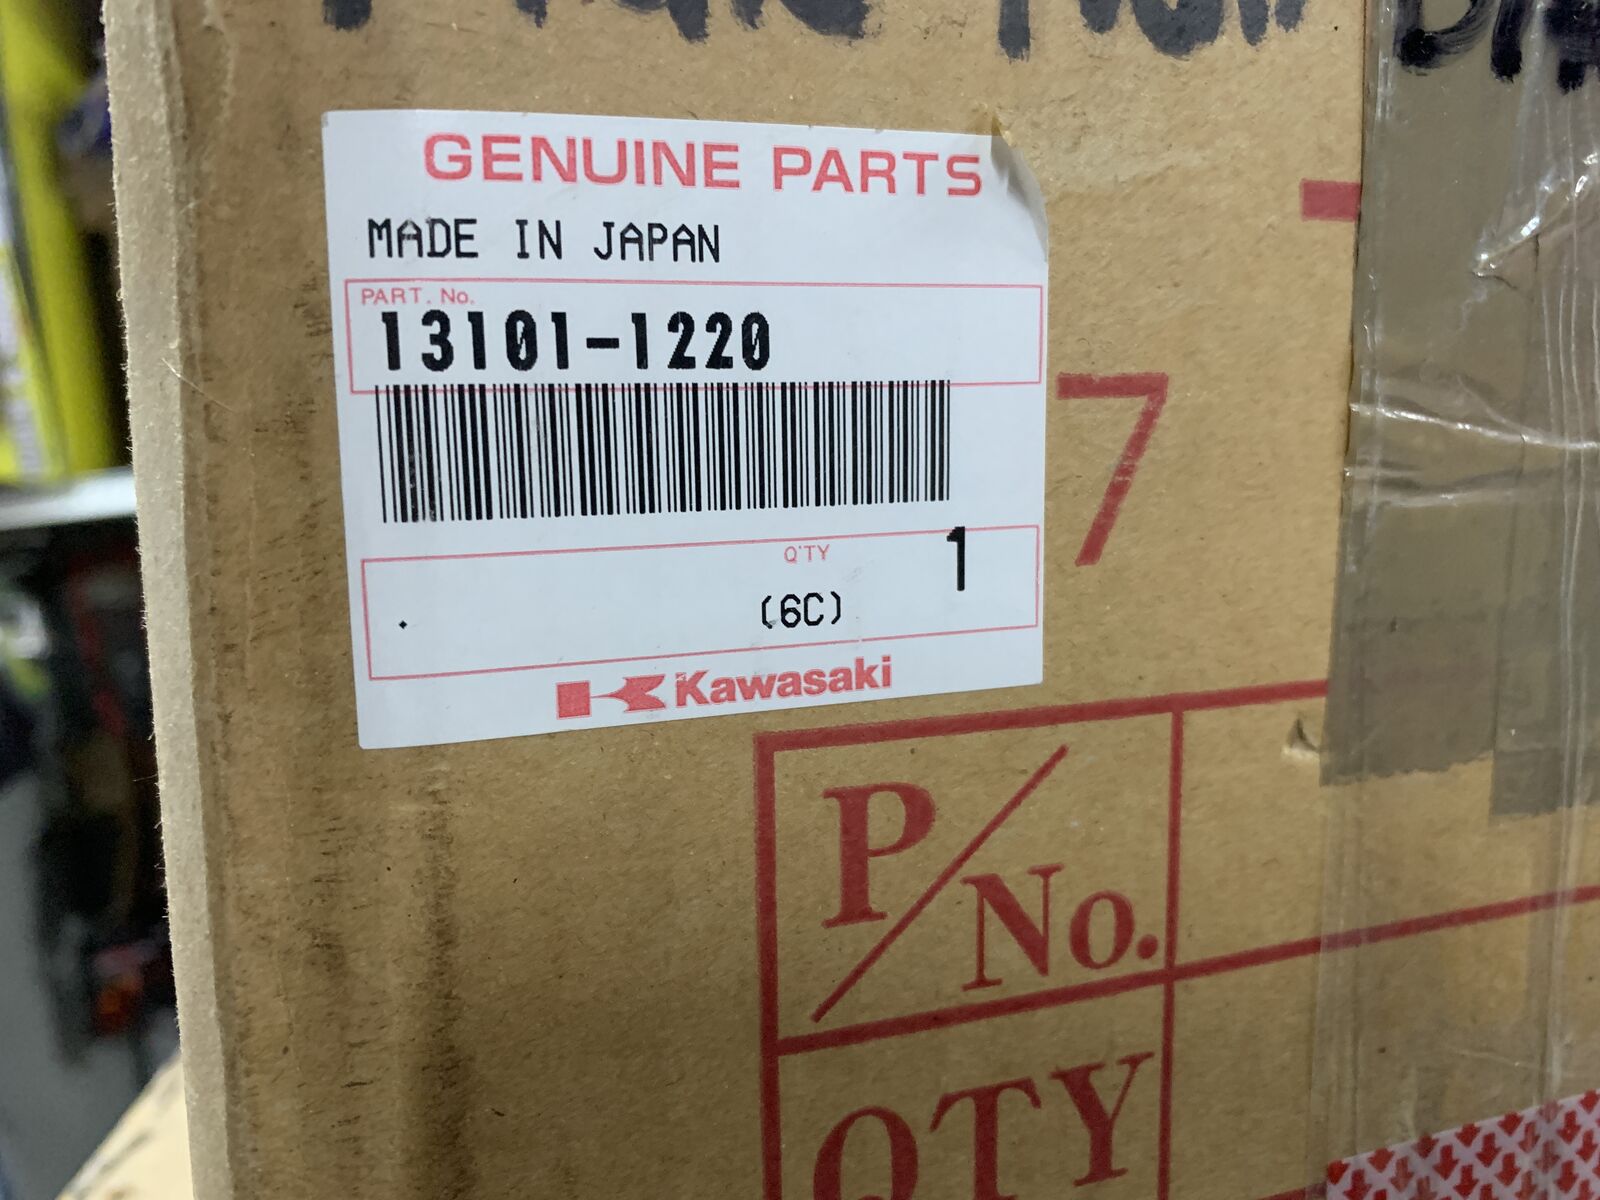 GENUINE PARTS
MADE IN JAPAN
PART. No.
13101-1220
7
Q'TY 1
(6C)
Kawasaki
P/No.
QTY